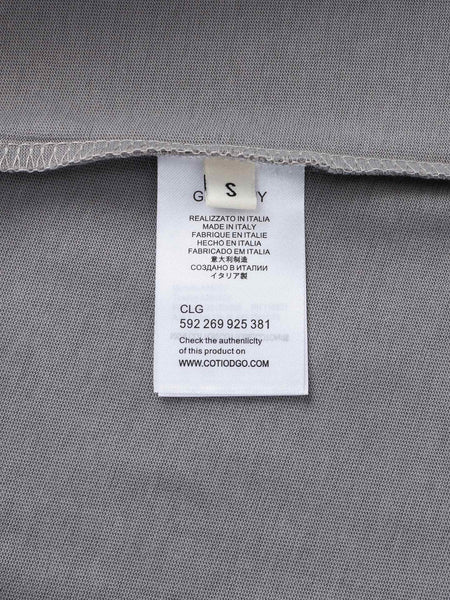 S
G Y
REALIZZATO IN ITALIA
MADE IN ITALY
FABRIQUE EN ITALIE
HECHO EN ITALIA
FABRICADO EM ITALIA
意大利制造
СОЗДАНО В ИТАЛИИ
イタリア製
CLG
592 269 925 381
Check the authenliclty
of this product on
WWW.COTIODGO.COM